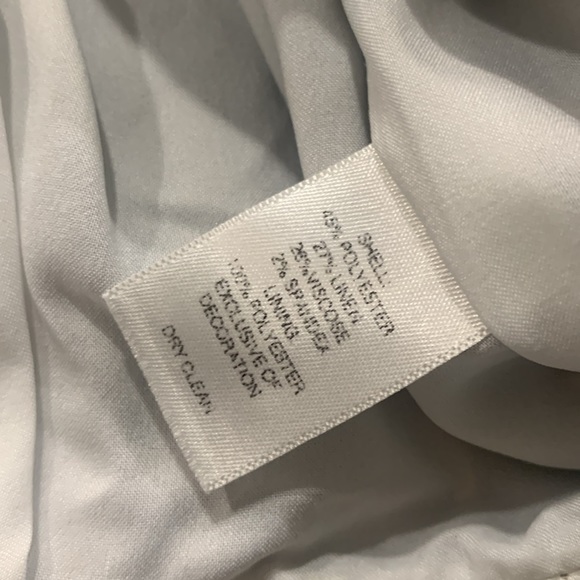 SHELL:
45% POLYESTER
27% LINEN
26% VISCOSE
2% SPANDEX
LINING
100% POLYESTER
EXCLUSIVE OF
DECORATION
DRY CLEAN